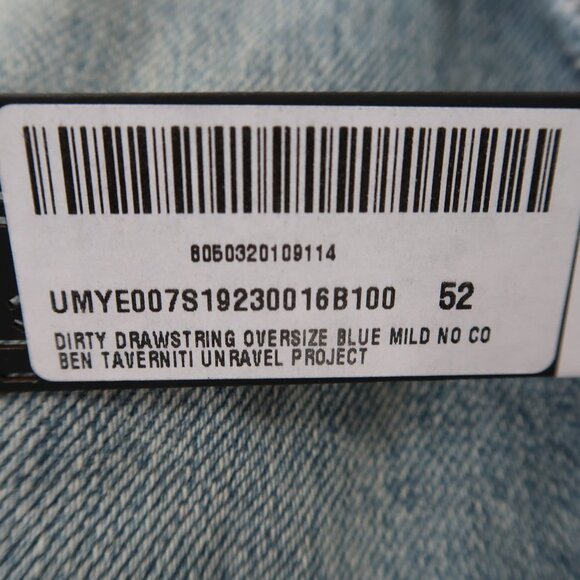 8050320109114
UMYE007S19230016B100 52
DIRTY DRAWSTRING OVERSIZE BLUE MILD NO CO
BEN TAVERNITI UNRAVEL PROJECT